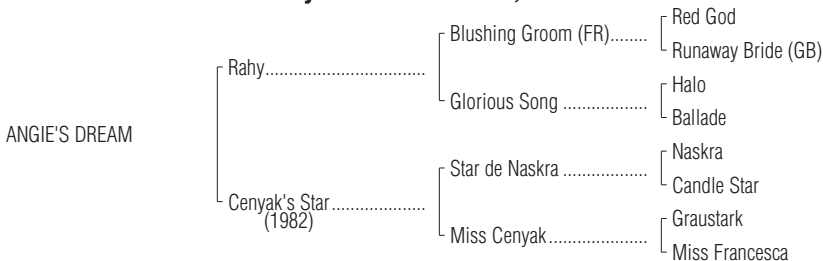 Red God
Blushing Groom (FR)........
Runaway Bride (GB)
Rahy.................................
Halo
Glorious Song ..................
Ballade
ANGIE'S DREAM
Naskra
Star de Naskra ..................
Candle Star
Cenyak's Star....................
(1982)
Graustark
Miss Cenyak.....................
Miss Francesca